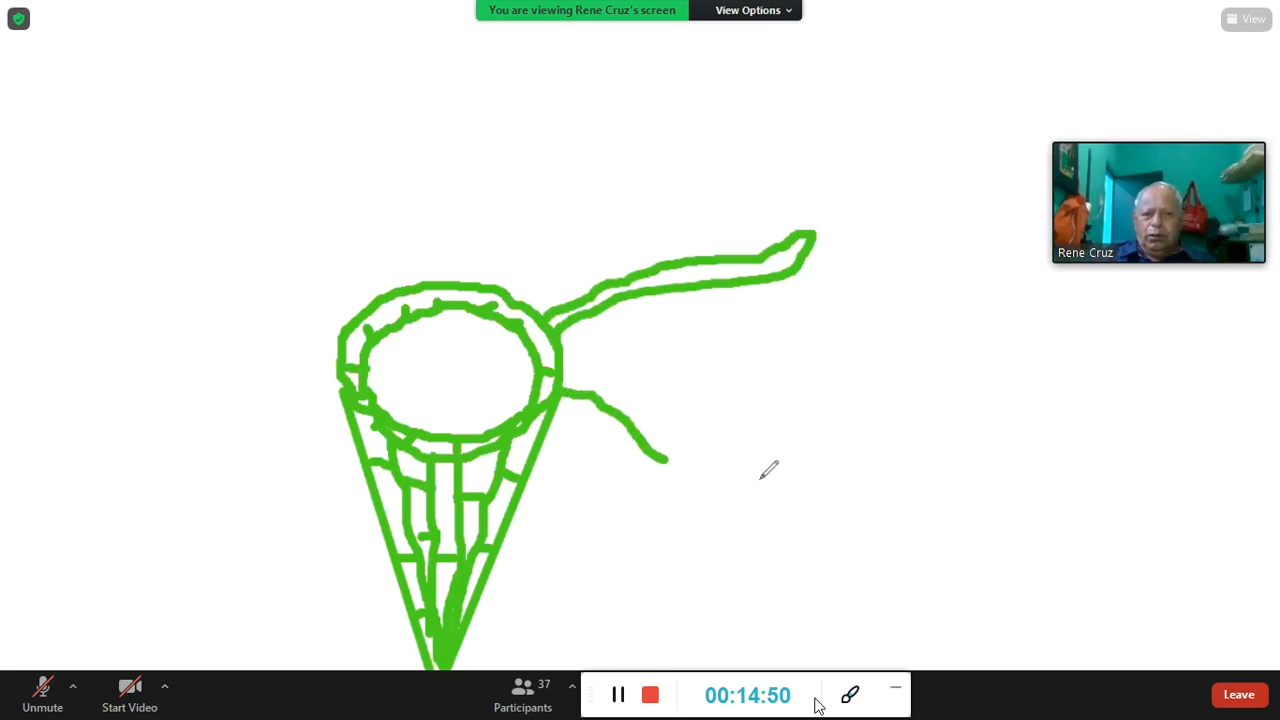 You are viewing Rene Cruz's screen
View Options
View
Rene Cruz
Unmute
Start Video
37
Participants
00:14:50
Leave